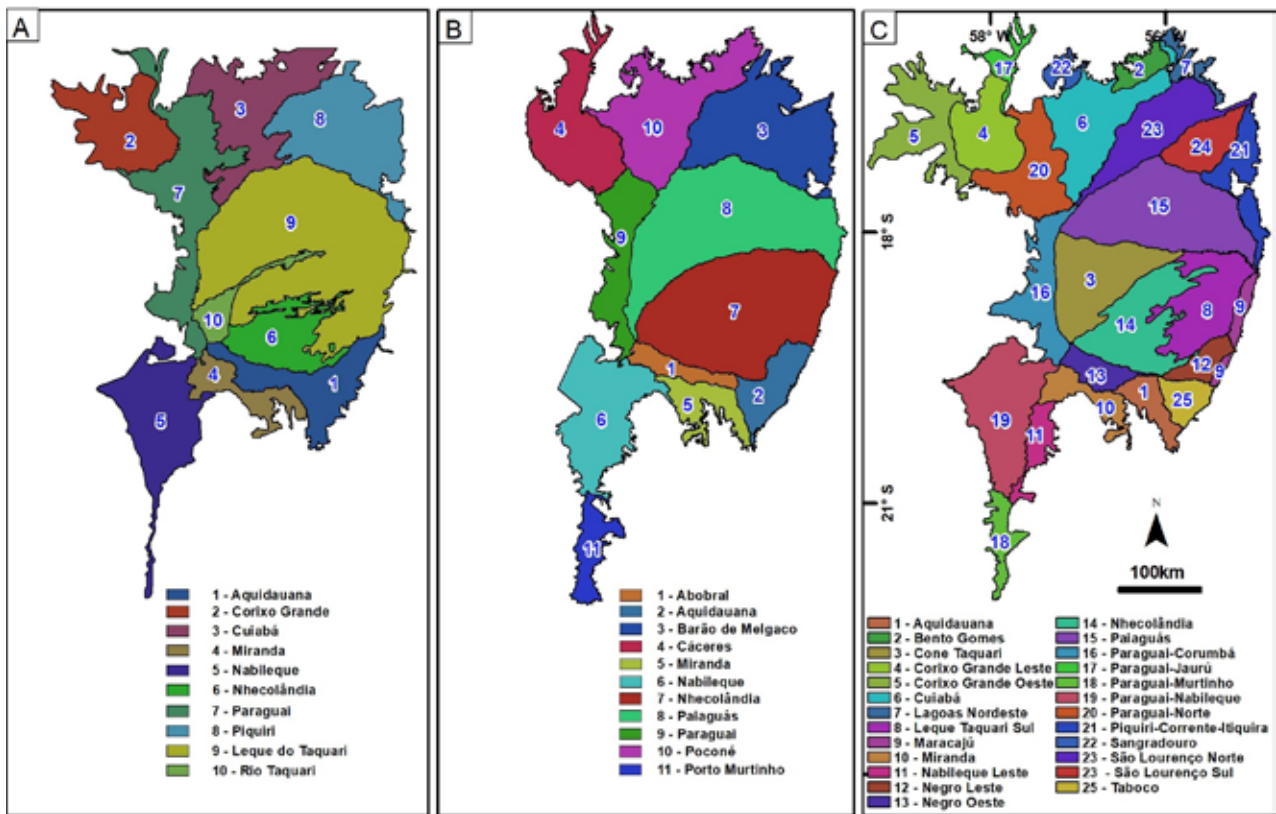 A
2
3
8
7
9
10
6
4
1
5
1 - Aquidauana
2 - Corixo Grande
3 - Cuiabá
4 - Miranda
5 - Nabileque
6 - Nhecolândia
7 - Paraguai
8 - Piquiri
9 - Leque do Taquari
10 - Rio Taquari
B
4
10
3
8
9
7
1
2
5
6
11
1 - Abobral
2 - Aquidauana
3 - Barão de Melgaco
4 - Cáceres
5 - Miranda
6 - Nabileque
7 - Nhecolândia
8 - Paiaguás
9 - Paraguai
10 - Poconé
11 - Porto Murtinho
C
58° W
56° W
17
22
2
7
5
4
20
6
23
24
21
18° S
15
16
3
14
8
9
12
9
13
1
25
10
19
11
21° S
18
N
100km
1 - Aquidauana
2 - Bento Gomes
3 - Cone Taquari
4 - Corixo Grande Leste
5 - Corixo Grande Oeste
6 - Cuiabá
7 - Lagoas Nordeste
8 - Leque Taquari Sul
9 - Maracajú
10 - Miranda
11 - Nabileque Leste
12 - Negro Leste
13 - Negro Oeste
14 - Nhecolândia
15 - Paiaguás
16 - Paraguai-Corumbá
17 - Paraguai-Jaurú
18 - Paraguai-Murtinho
19 - Paraguai-Nabileque
20 - Paraguai-Norte
21 - Piquiri-Corrente-Itiquira
22 - Sangradouro
23 - São Lourenço Norte
23 - São Lourenço Sul
25 - Taboco